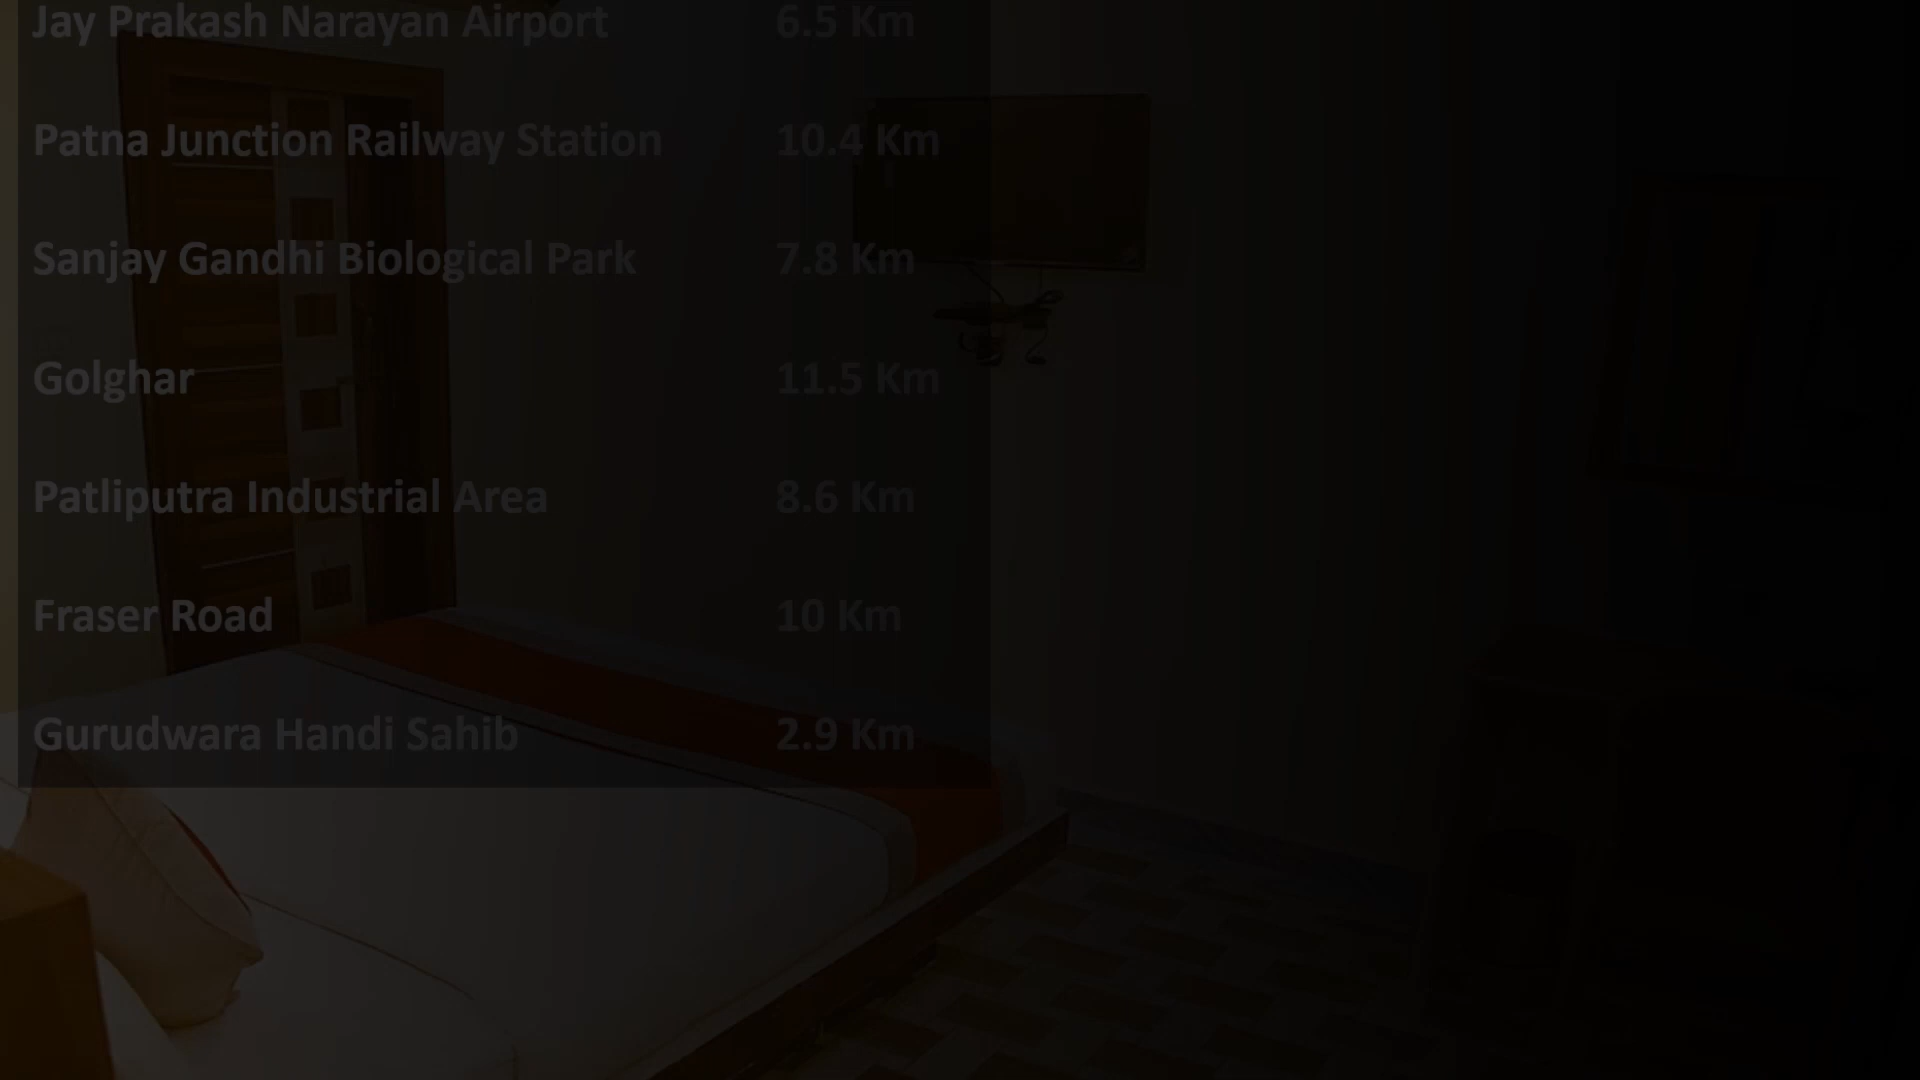 Jay Prakash Narayan Airport 6.5 Km
Patna Junction Railway Station 10.4 Km
Sanjay Gandhi Biological Park 7.8 Km
Golghar 11.5 Km
Patliputra Industrial Area 8.6 Km
Fraser Road 10 Km
Gurudwara Handi Sahib 2.9 Km